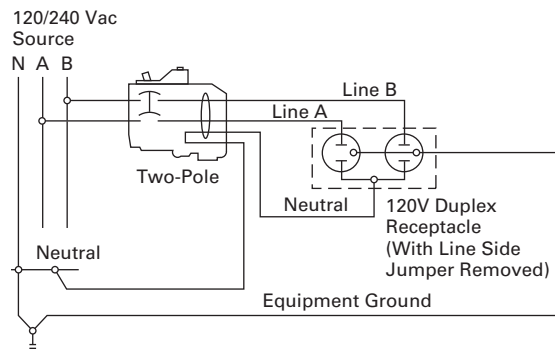 120/240 Vac
Source
N A B
Line B
Line A
Two-Pole
Neutral
120V Duplex
Receptacle
(With Line Side
Jumper Removed)
Neutral
Equipment Ground